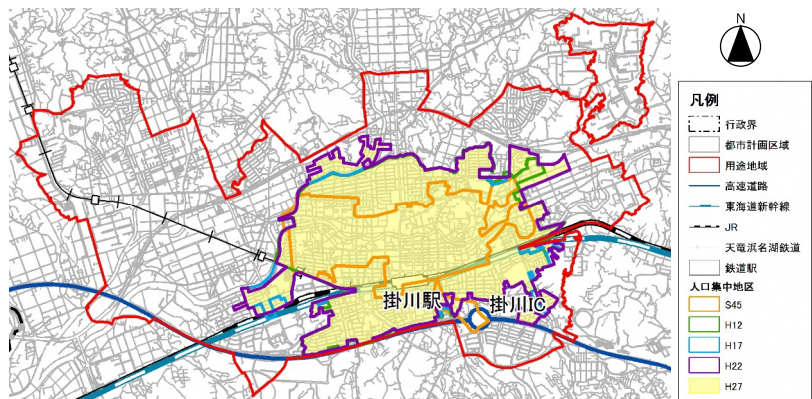 N
凡例
行政界
都市計画区域
用途地域
高速道路
東海道新幹線
JR
天竜浜名湖鉄道
鉄道駅
人口集中地区
S45
H12
H17
H22
H27
掛川駅
掛川IC